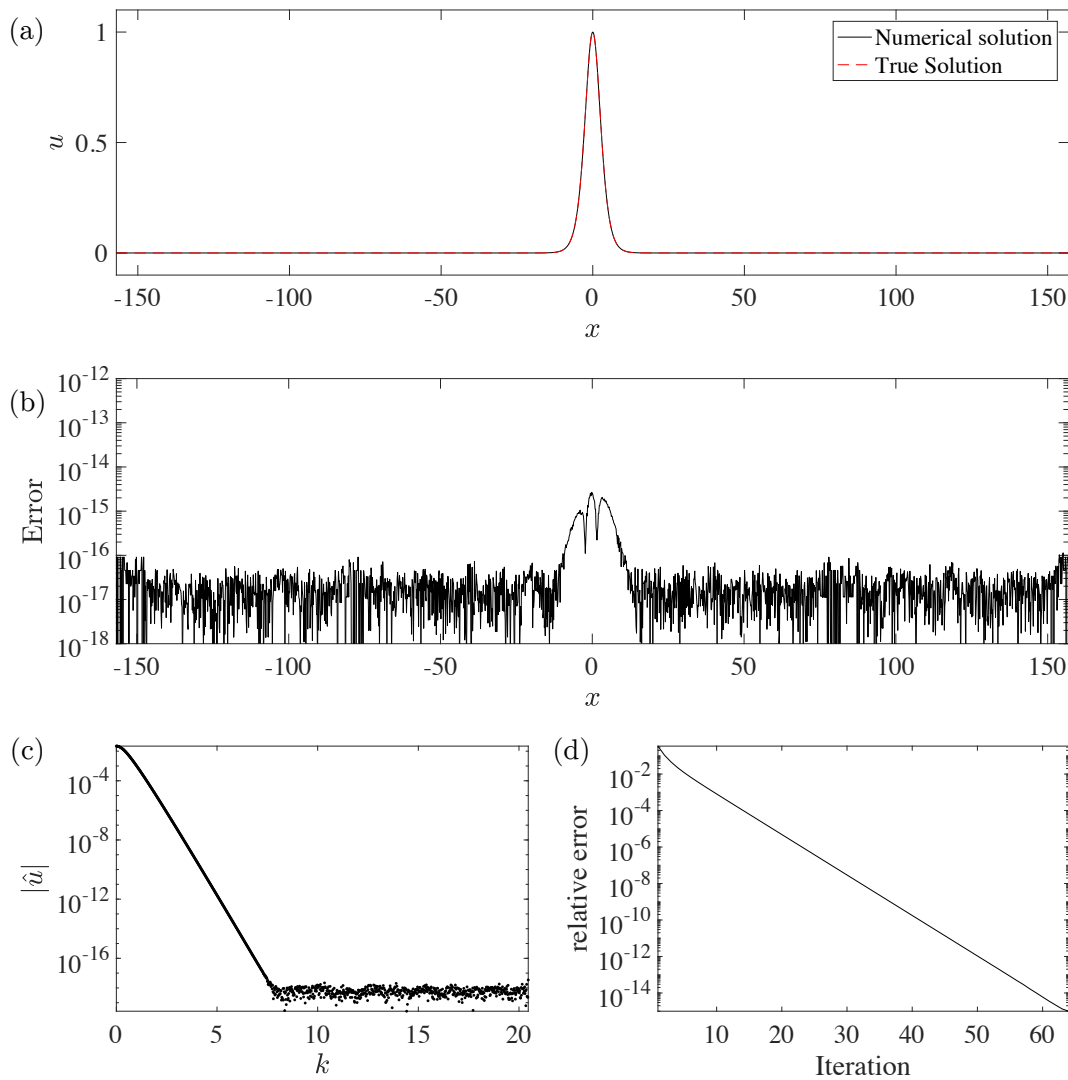 (a)
1
0.5
0
u
Numerical solution
True Solution
-150 -100 -50 0 50 100 150
x
(b)
10^-12
10^-13
10^-14
10^-15
10^-16
10^-17
10^-18
Error
-150 -100 -50 0 50 100 150
x
(c)
10^-4
10^-8
10^-12
10^-16
|û|
0 5 10 15 20
k
(d)
10^-2
10^-4
10^-6
10^-8
10^-10
10^-12
10^-14
relative error
10 20 30 40 50 60
Iteration